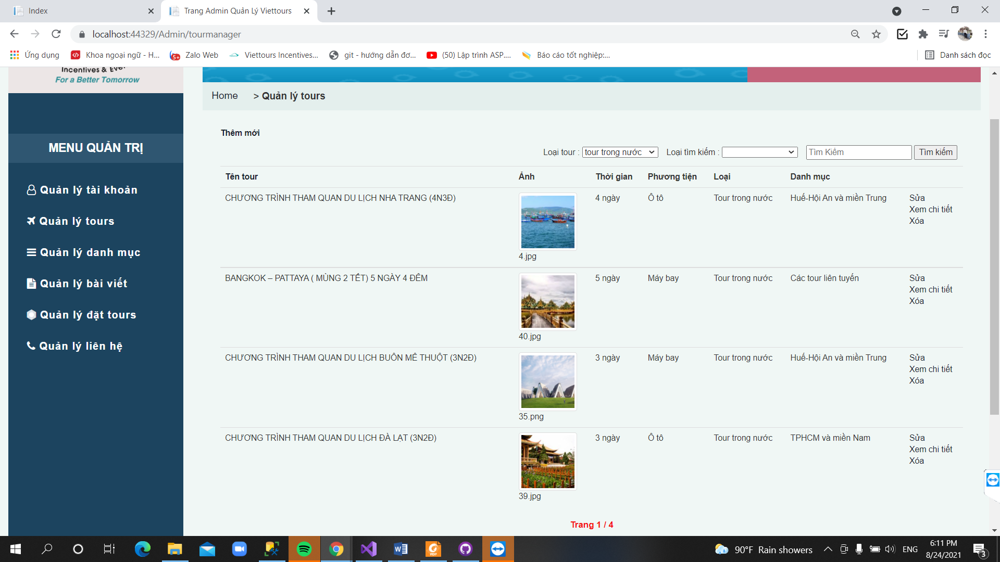 Index
Trang Admin Quản Lý Viettours
localhost:44329/Admin/tourmanager
Ứng dụng
Khoa ngoại ngữ - H...
Zalo Web
Viettours Incentives...
git - hướng dẫn đơ...
(50) Lập trình ASP....
Báo cáo tốt nghiệp:...
Danh sách đọc
Incentives &
For a Better Tomorrow
Home > Quản lý tours
MENU QUẢN TRỊ
Quản lý tài khoản
Quản lý tours
Quản lý danh mục
Quản lý bài viết
Quản lý đặt tours
Quản lý liên hệ
Thêm mới
Loại tour : tour trong nước Loại tìm kiếm : Tìm Kiếm Tìm kiếm
Tên tour Ảnh Thời gian Phương tiện Loại Danh mục
CHƯƠNG TRÌNH THAM QUAN DU LỊCH NHA TRANG (4N3Đ) 4 ngày Ô tô Tour trong nước Huế-Hội An và miền Trung Sửa
Xem chi tiết
Xóa
4.jpg
BANGKOK – PATTAYA ( MÙNG 2 TẾT) 5 NGÀY 4 ĐÊM 5 ngày Máy bay Tour trong nước Các tour liên tuyến Sửa
Xem chi tiết
Xóa
40.jpg
CHƯƠNG TRÌNH THAM QUAN DU LỊCH BUÔN MÊ THUỘT (3N2Đ) 3 ngày Máy bay Tour trong nước Huế-Hội An và miền Trung Sửa
Xem chi tiết
Xóa
35.png
CHƯƠNG TRÌNH THAM QUAN DU LỊCH ĐÀ LẠT (3N2Đ) 3 ngày Ô tô Tour trong nước TPHCM và miền Nam Sửa
Xem chi tiết
Xóa
39.jpg
Trang 1 / 4
90°F Rain showers
ENG
6:11 PM
8/24/2021
3